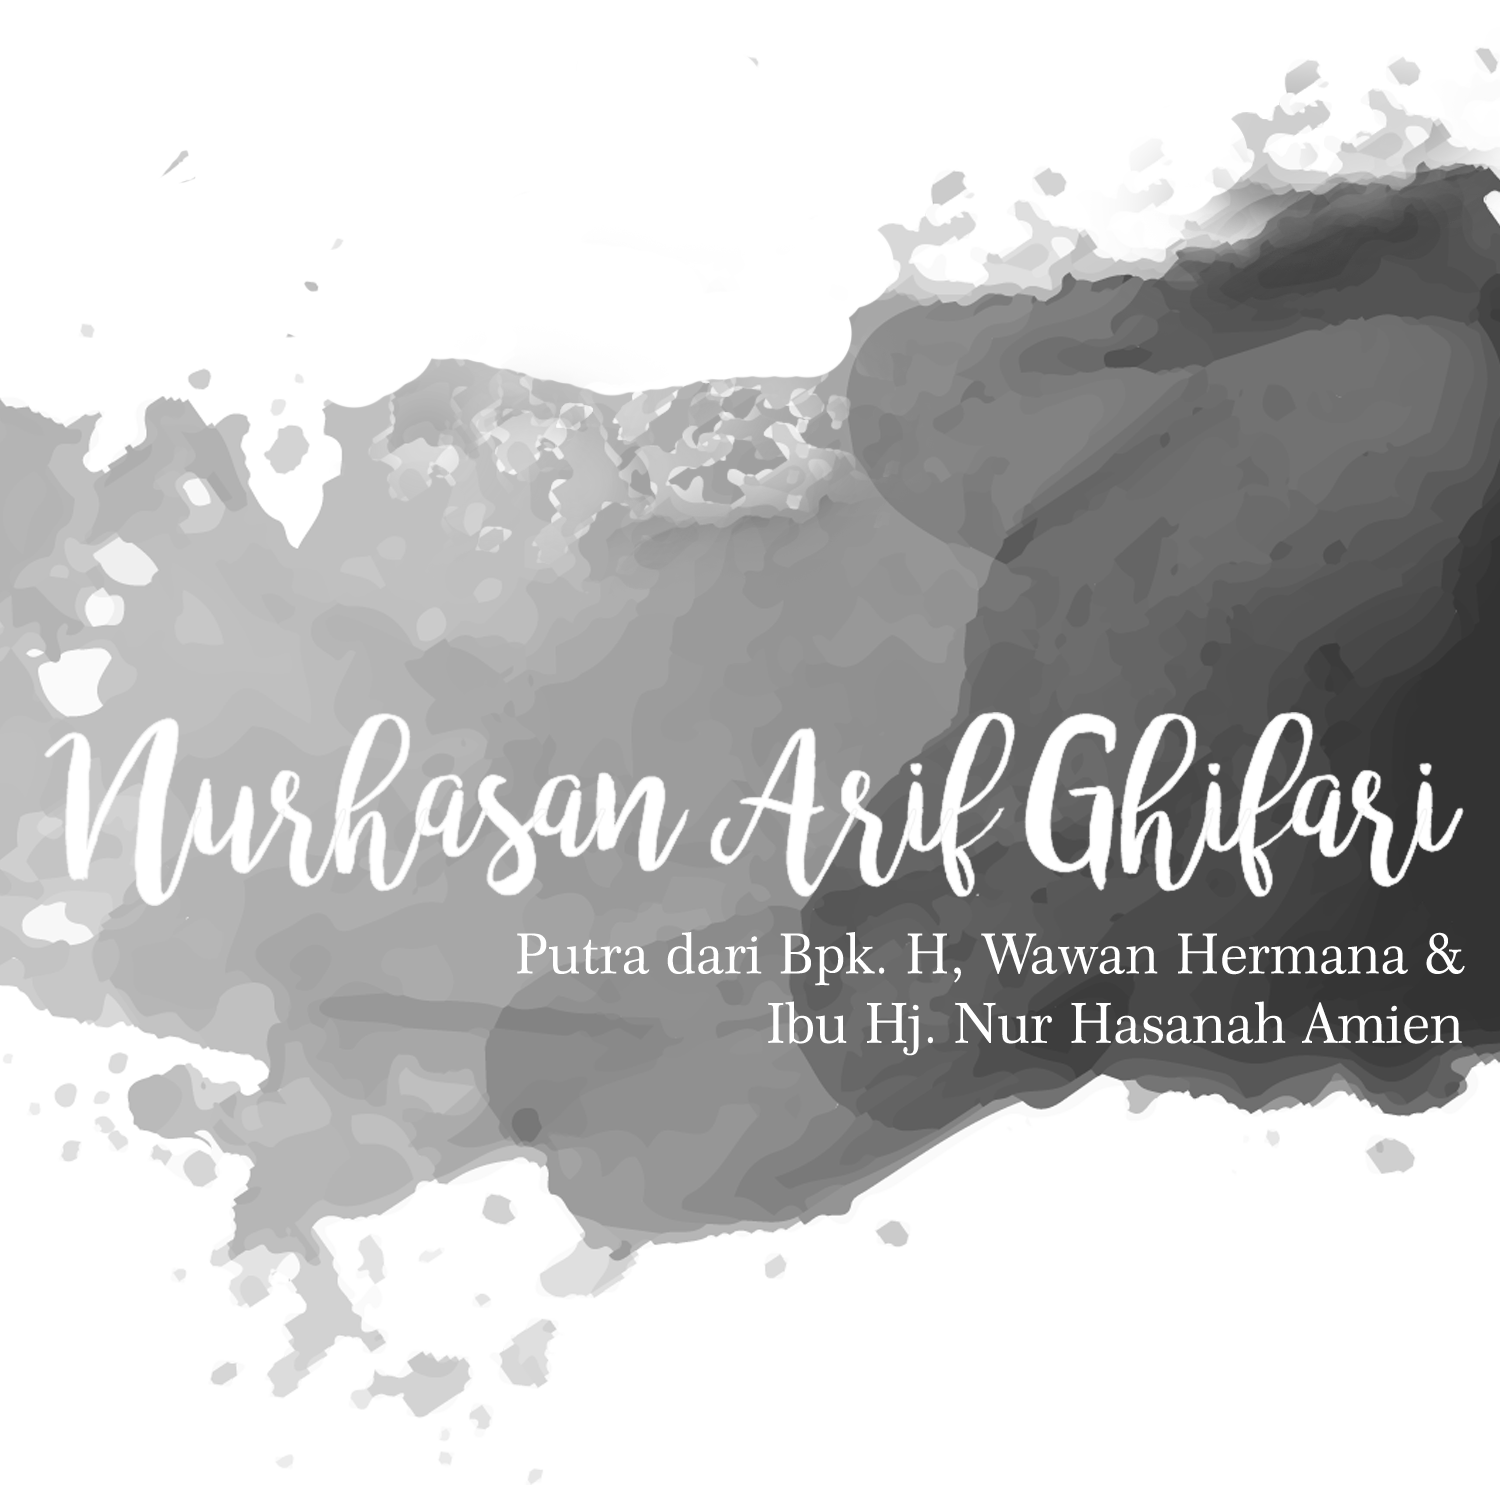 Nurhasan Arif Ghifari
Putra dari Bpk. H, Wawan Hermana &
Ibu Hj. Nur Hasanah Amien